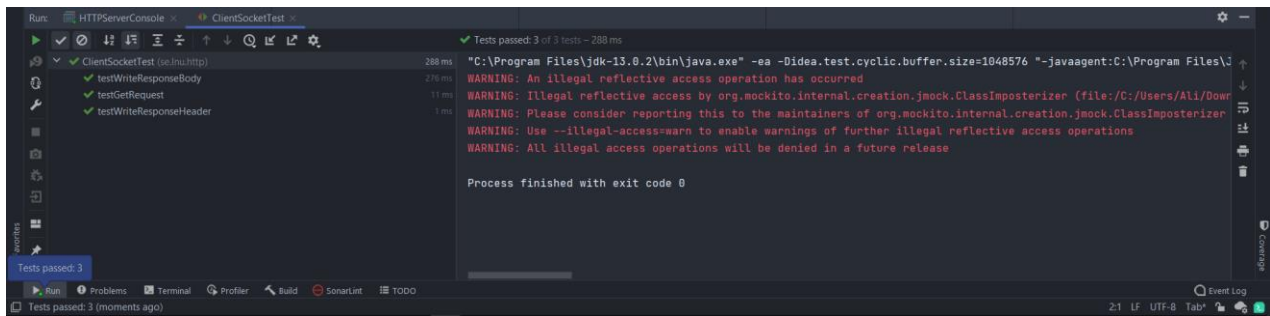 Run: HTTPServerConsole × ClientSocketTest ×
Tests passed: 3 of 3 tests – 288 ms
ClientSocketTest (se.lnu.http) 288 ms
testWriteResponseBody 276 ms
testGetRequest 11 ms
testWriteResponseHeader 1 ms
"C:\Program Files\jdk-13.0.2\bin\java.exe" -ea -Didea.test.cyclic.buffer.size=1048576 "-javaagent:C:\Program Files\J
WARNING: An illegal reflective access operation has occurred
WARNING: Illegal reflective access by org.mockito.internal.creation.jmock.ClassImposterizer (file:/C:/Users/Ali/Down
WARNING: Please consider reporting this to the maintainers of org.mockito.internal.creation.jmock.ClassImposterizer
WARNING: Use --illegal-access=warn to enable warnings of further illegal reflective access operations
WARNING: All illegal access operations will be denied in a future release
Process finished with exit code 0
avorites
Coverage
Tests passed: 3
Run Problems Terminal Profiler Build SonarLint TODO Event Log
Tests passed: 3 (moments ago) 2:1 LF UTF-8 Tab*